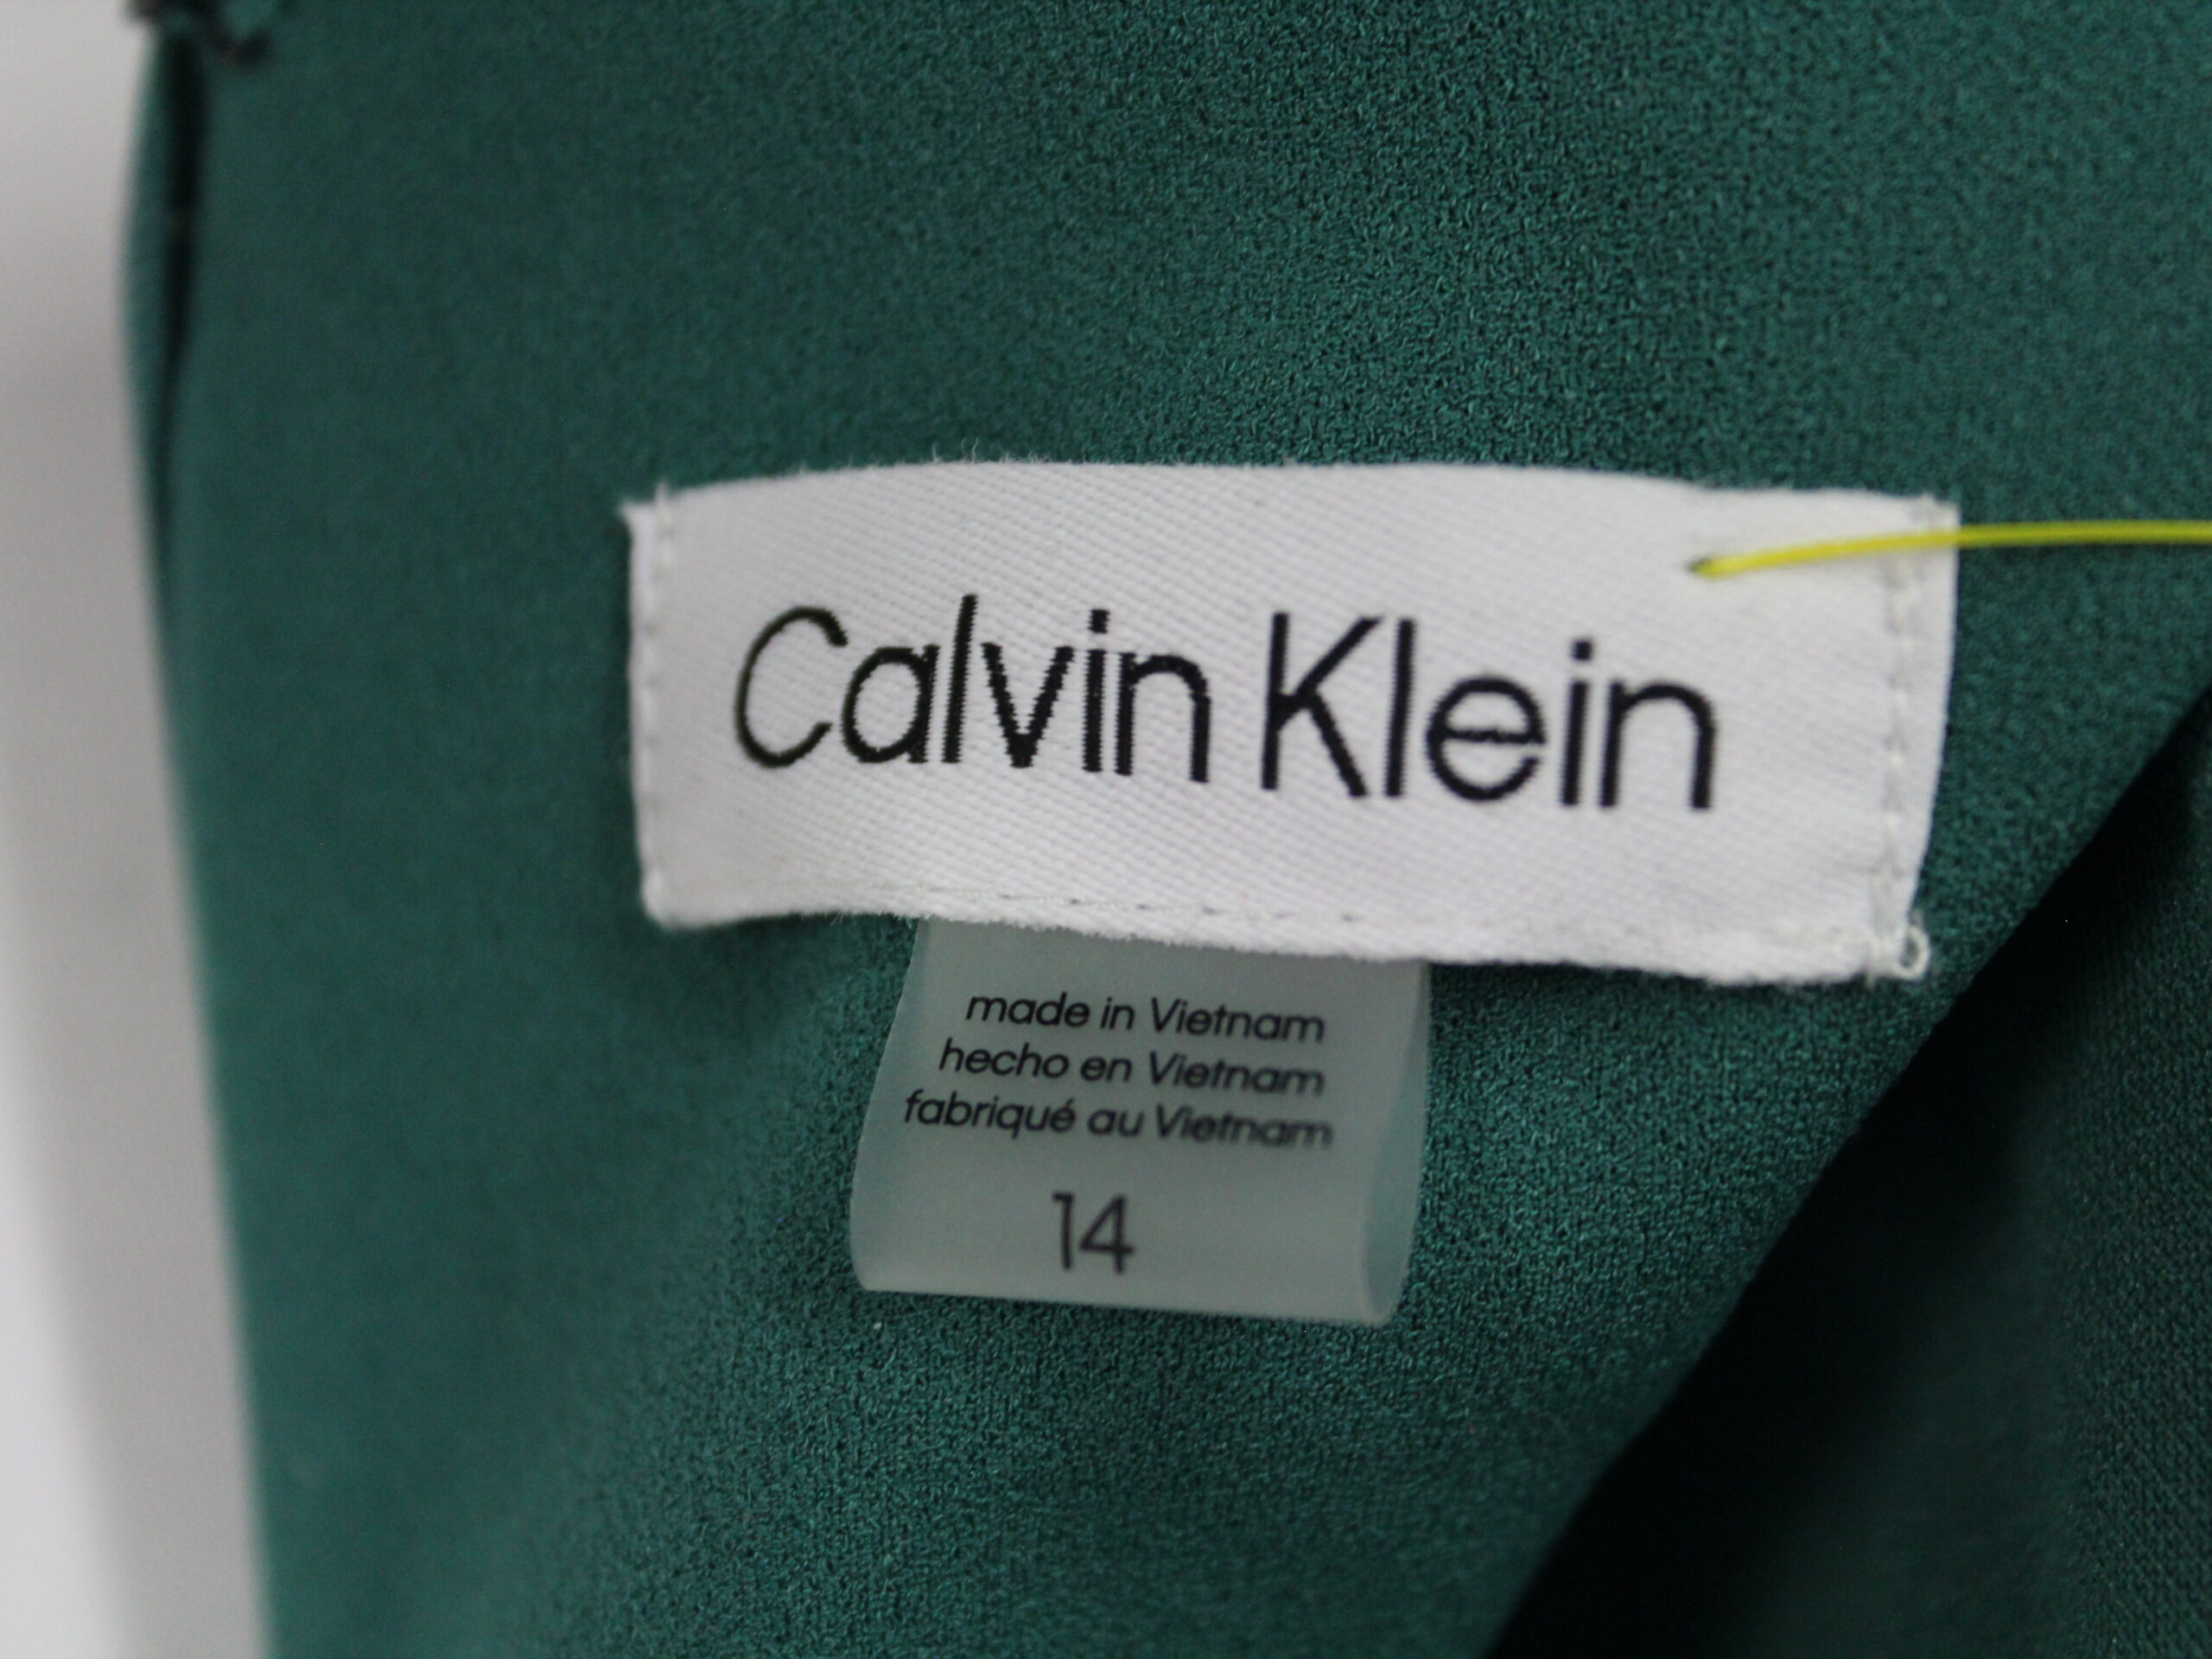 Calvin Klein
made in Vietnam
hecho en Vietnam
fabriqué au Vietnam
14